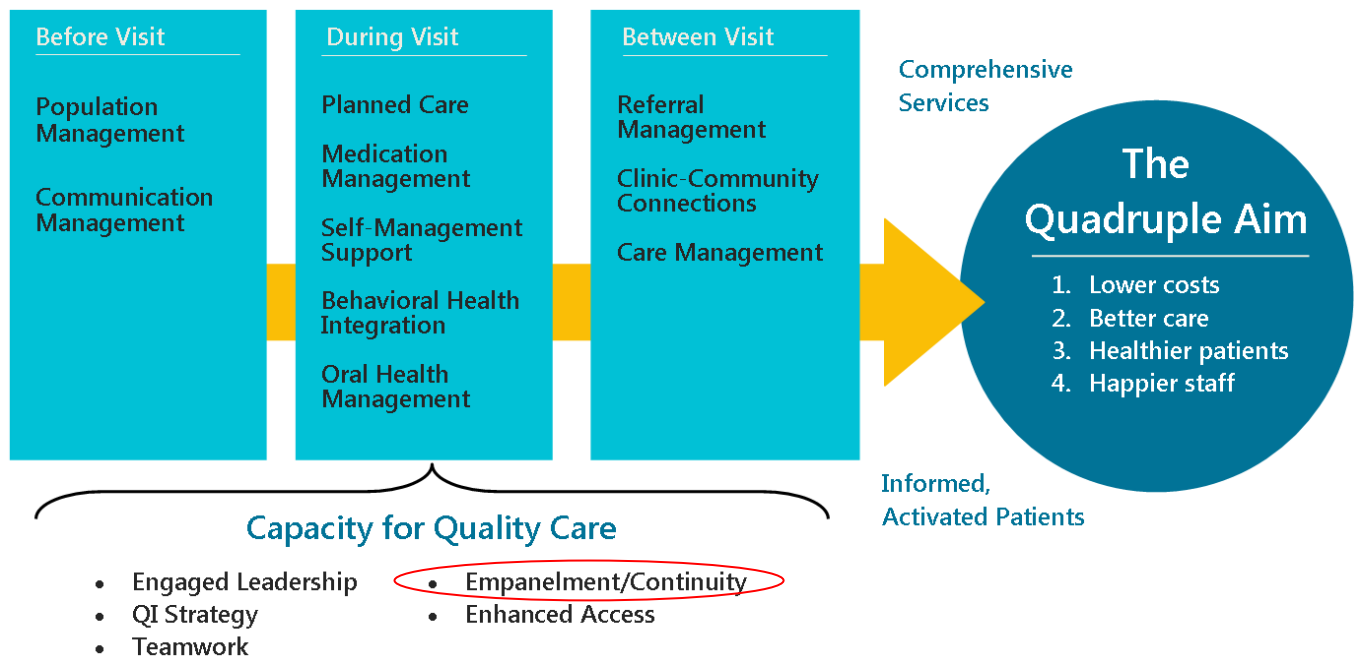 Before Visit
Population
Management
Communication
Management
During Visit
Planned Care
Medication
Management
Self-Management
Support
Behavioral Health
Integration
Oral Health
Management
Between Visit
Referral
Management
Clinic-Community
Connections
Care Management
Comprehensive
Services
The
Quadruple Aim
1. Lower costs
2. Better care
3. Healthier patients
4. Happier staff
Informed,
Activated Patients
Capacity for Quality Care
• Engaged Leadership
• QI Strategy
• Teamwork
• Empanelment/Continuity
• Enhanced Access